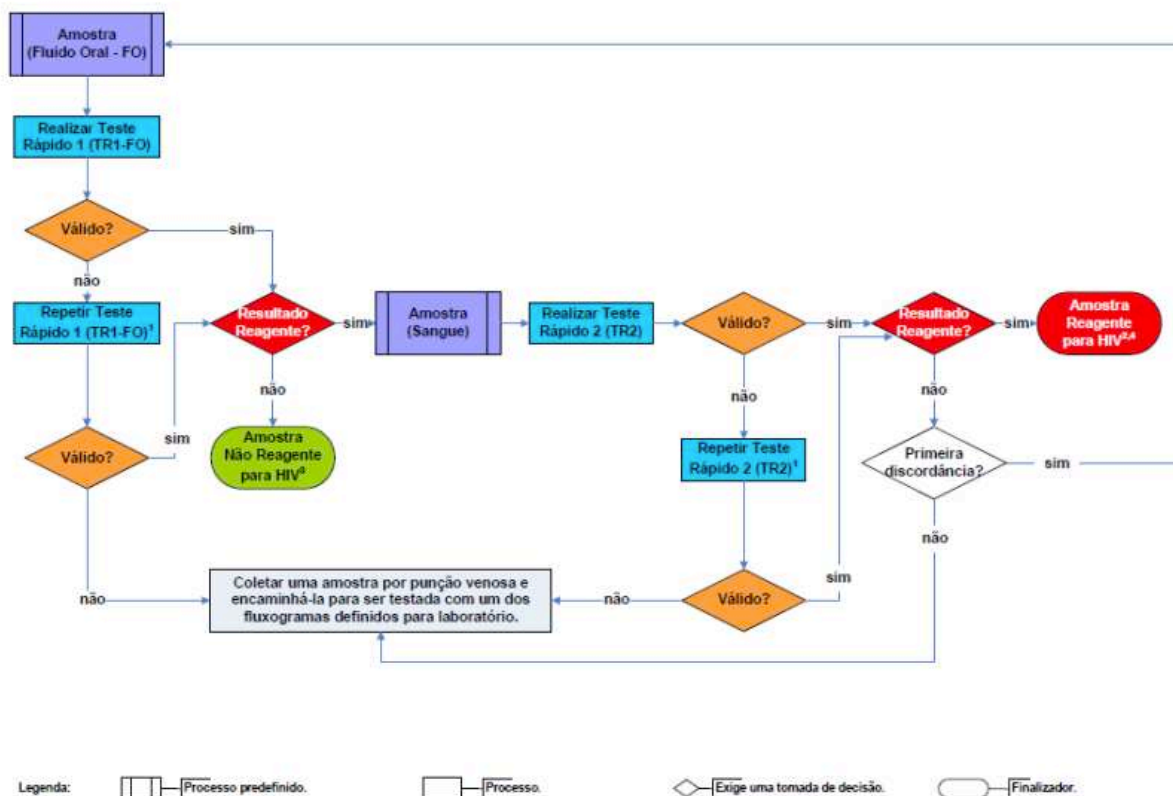 Amostra
(Fluido Oral - FO)
Realizar Teste
Rápido 1 (TR1-FO)
Válido?
sim
não
Repetir Teste
Rápido 1 (TR1-FO)¹
Válido?
sim
não
Resultado
Reagente?
sim
não
Amostra
Não Reagente
para HIV³
Amostra
(Sangue)
Realizar Teste
Rápido 2 (TR2)
Válido?
sim
não
Repetir Teste
Rápido 2 (TR2)¹
Válido?
sim
não
Resultado
Reagente?
sim
não
Amostra
Reagente
para HIV²,⁴
Primeira
discordância?
sim
não
Coletar uma amostra por punção venosa e
encaminhá-la para ser testada com um dos
fluxogramas definidos para laboratório.
Legenda:
Processo predefinido.
Processo.
Exige uma tomada de decisão.
Finalizador.